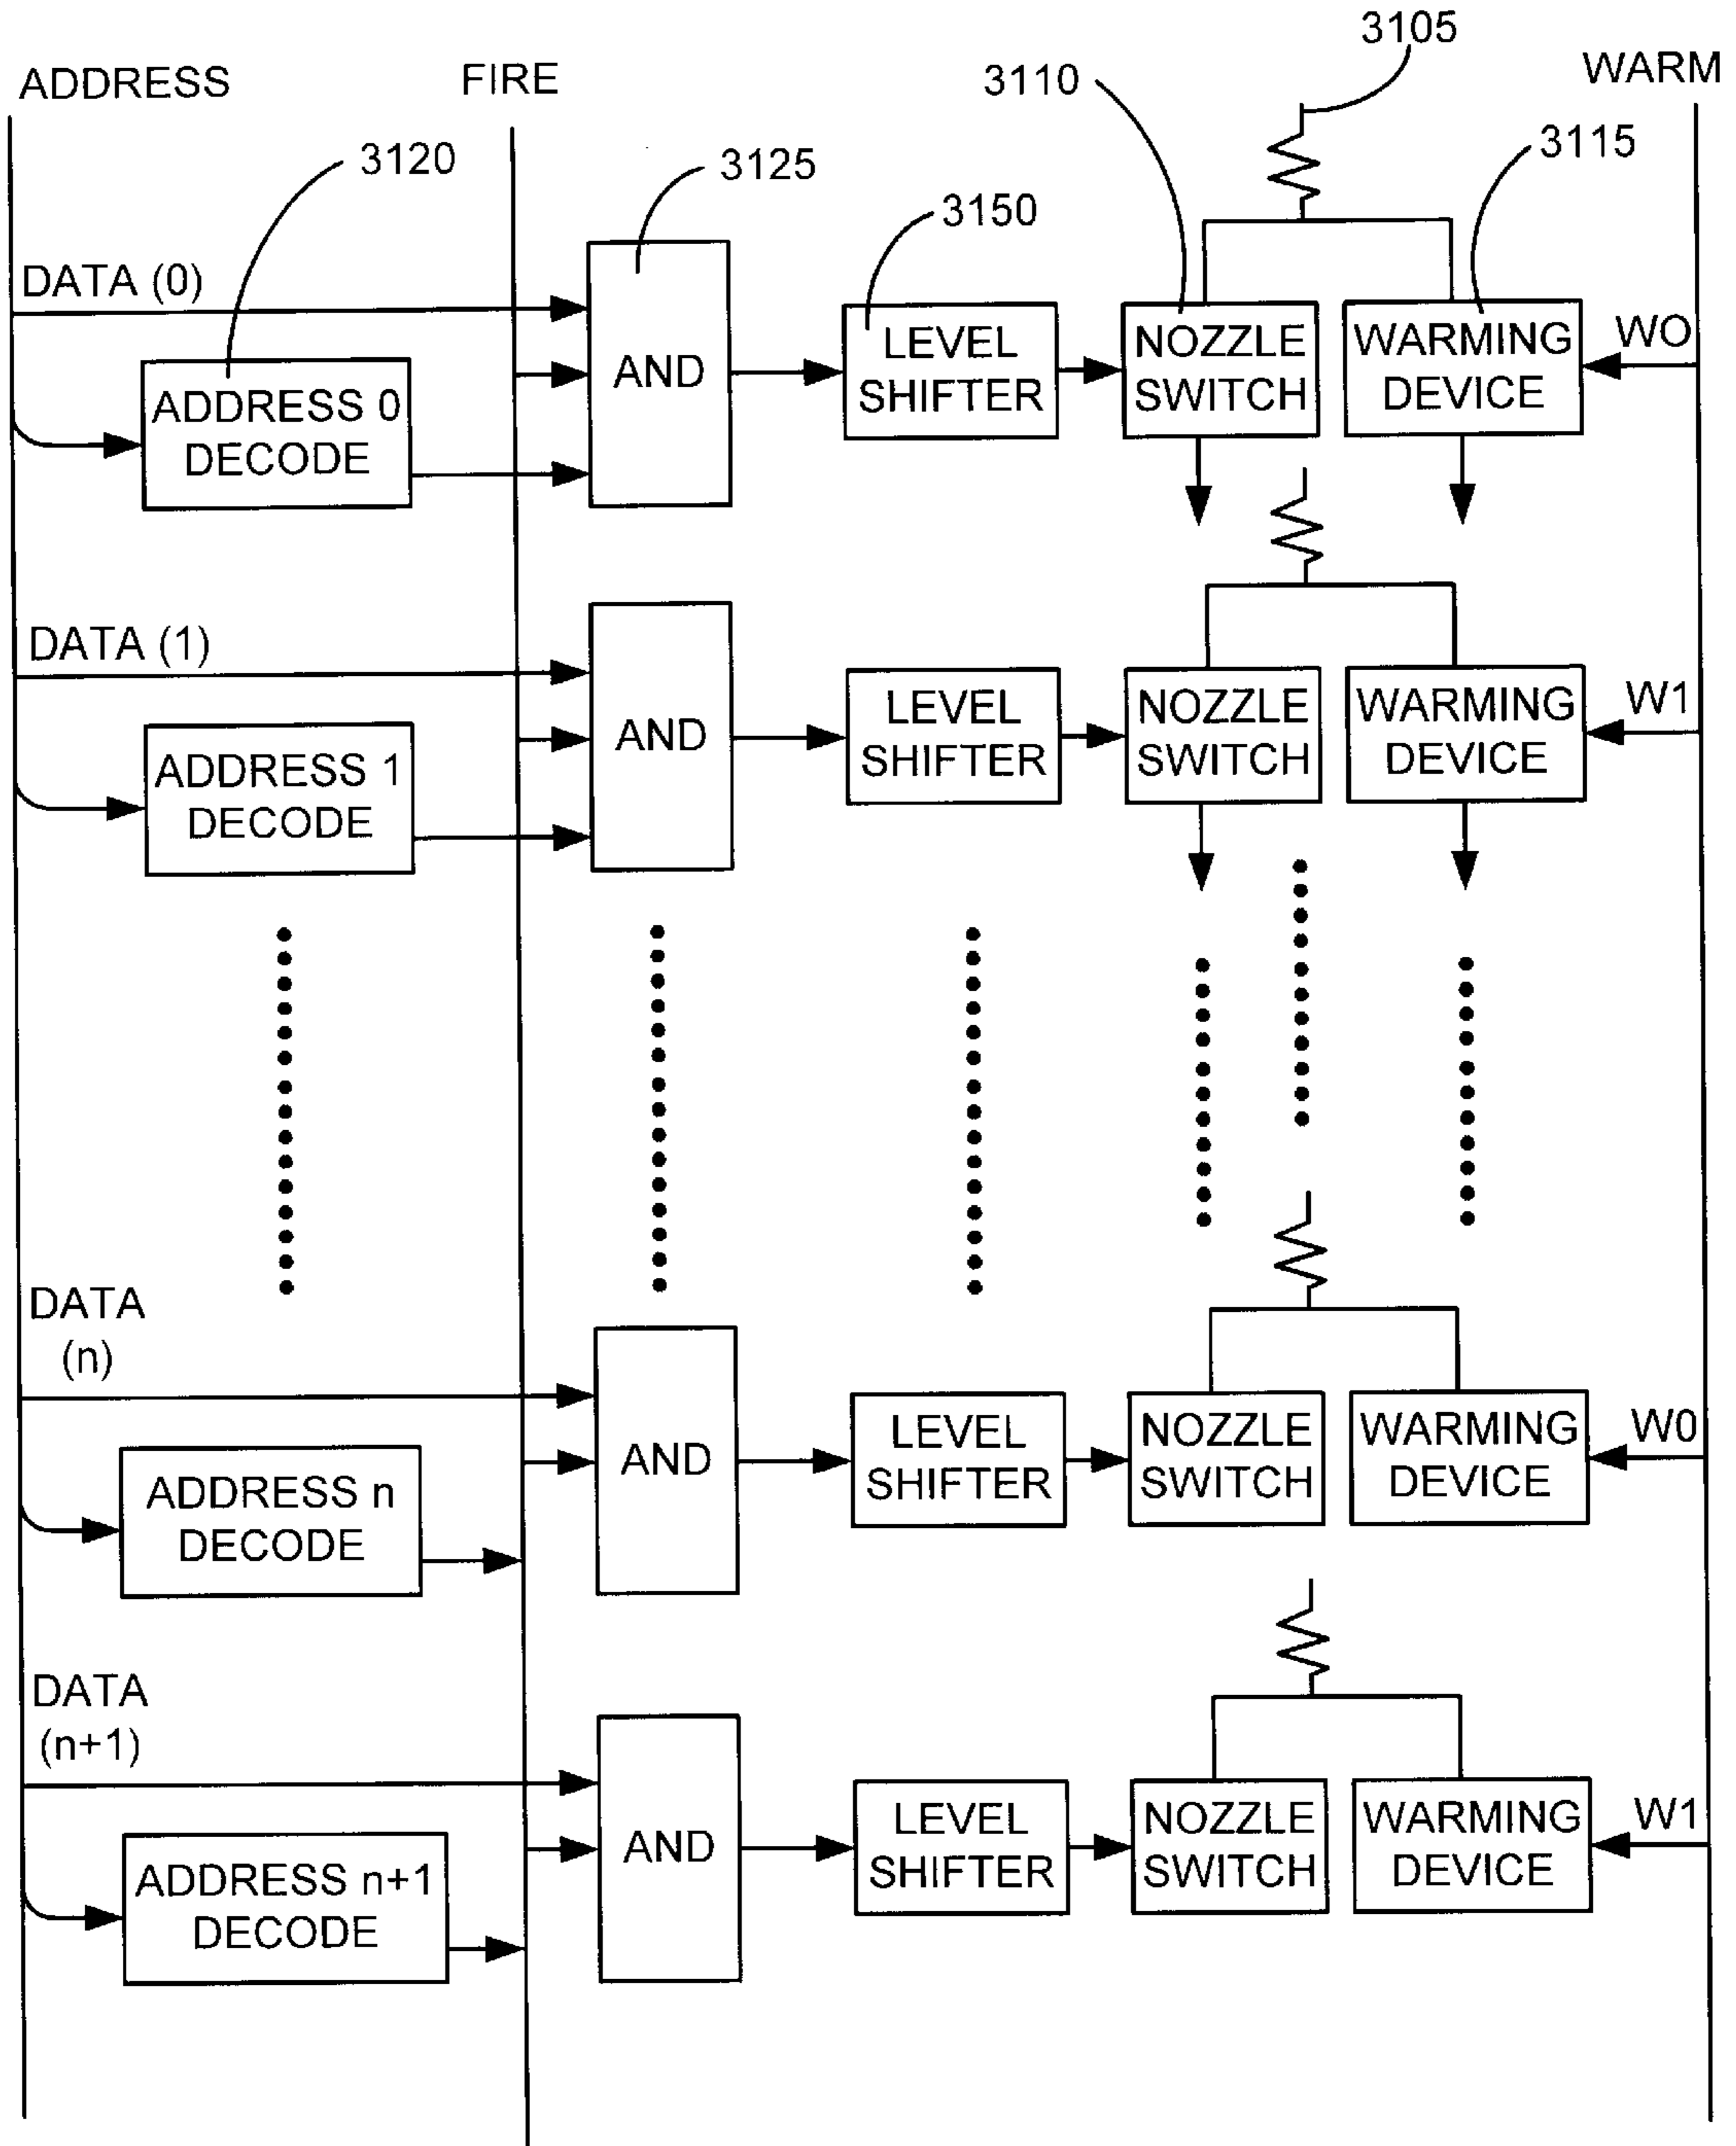 3105
ADDRESS
FIRE
3110
WARM
3120
3125
3115
3150
DATA (0)
AND
LEVEL
SHIFTER
NOZZLE
SWITCH
WARMING
DEVICE
WO
ADDRESS 0
DECODE
DATA (1)
AND
LEVEL
SHIFTER
NOZZLE
SWITCH
WARMING
DEVICE
W1
ADDRESS 1
DECODE
DATA
(n)
AND
LEVEL
SHIFTER
NOZZLE
SWITCH
WARMING
DEVICE
W0
ADDRESS n
DECODE
DATA
(n+1)
AND
LEVEL
SHIFTER
NOZZLE
SWITCH
WARMING
DEVICE
W1
ADDRESS n+1
DECODE